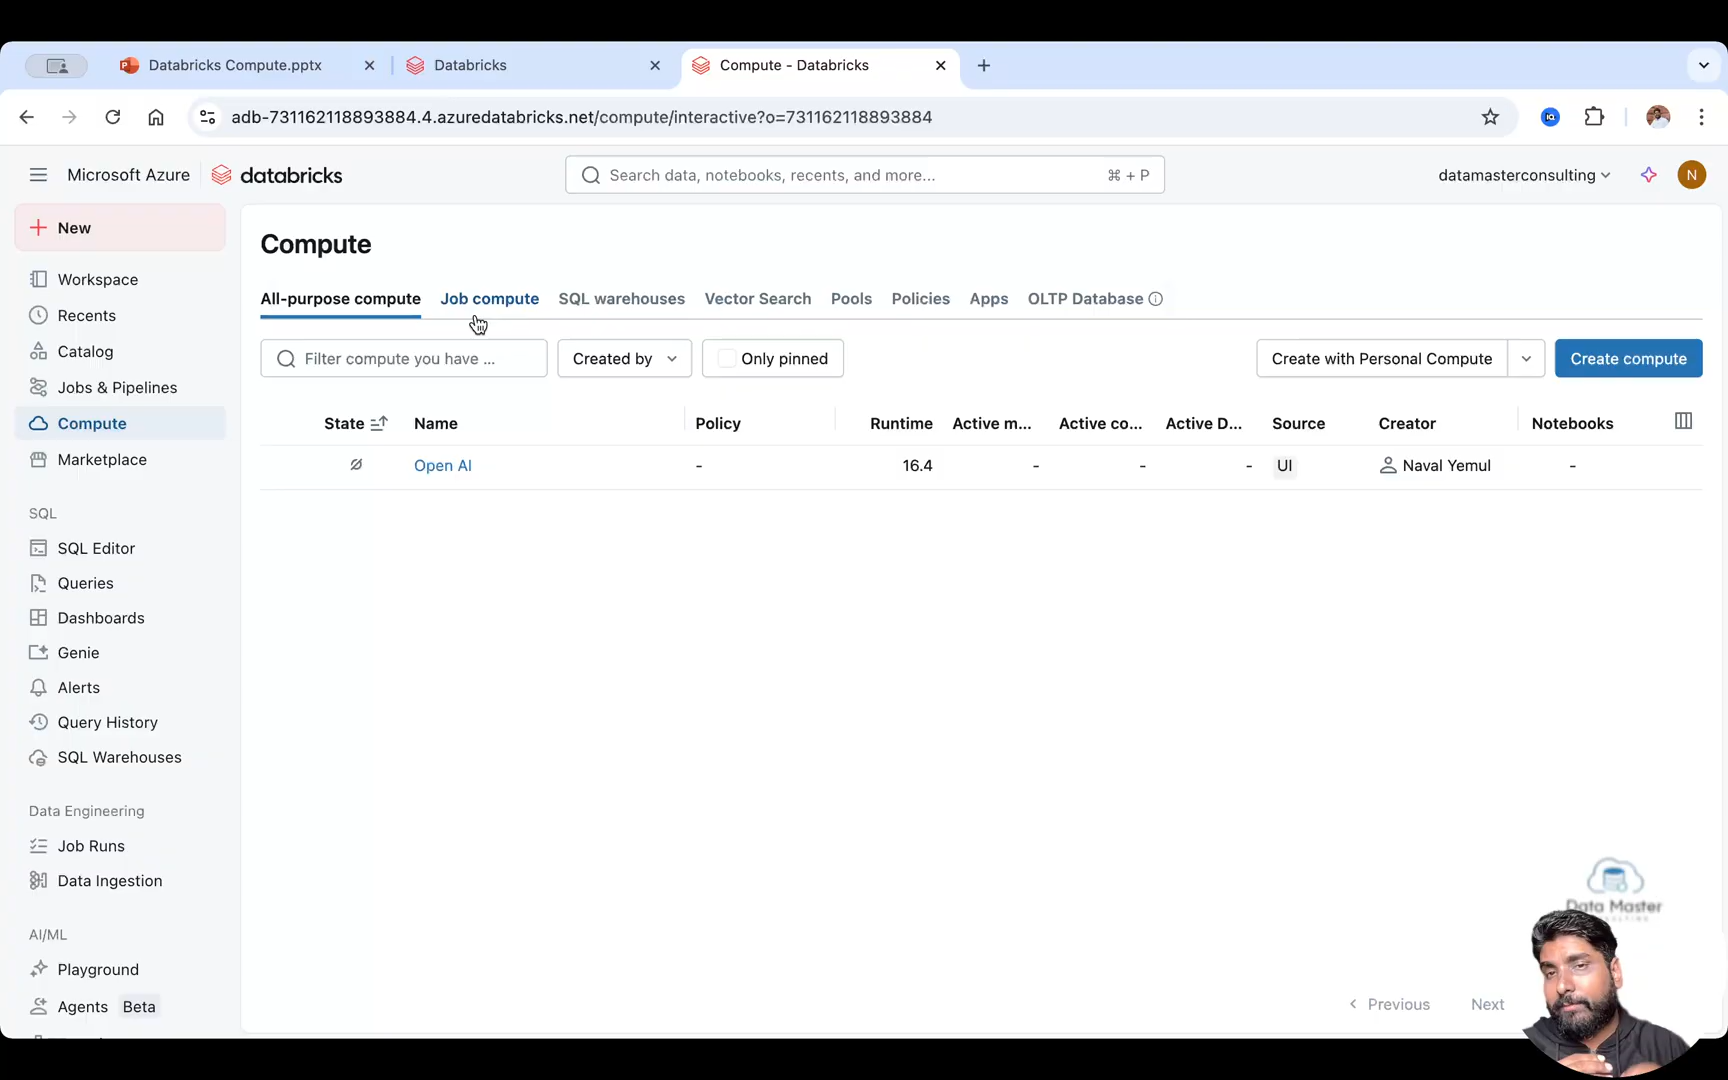 Databricks Compute.pptx
Databricks
Compute - Databricks
adb-731162118893884.4.azuredatabricks.net/compute/interactive?o=731162118893884
Microsoft Azure
databricks
Search data, notebooks, recents, and more...
⌘ + P
datamasterconsulting
N
New
Workspace
Recents
Catalog
Jobs & Pipelines
Compute
Marketplace
SQL
SQL Editor
Queries
Dashboards
Genie
Alerts
Query History
SQL Warehouses
Data Engineering
Job Runs
Data Ingestion
AI/ML
Playground
Agents Beta
Compute
All-purpose compute Job compute SQL warehouses Vector Search Pools Policies Apps OLTP Database
Filter compute you have ...
Created by
Only pinned
Create with Personal Compute
Create compute
State Name Policy Runtime Active m... Active co... Active D... Source Creator Notebooks
Open AI - 16.4 - - - UI Naval Yemul -
Data Master
Previous Next